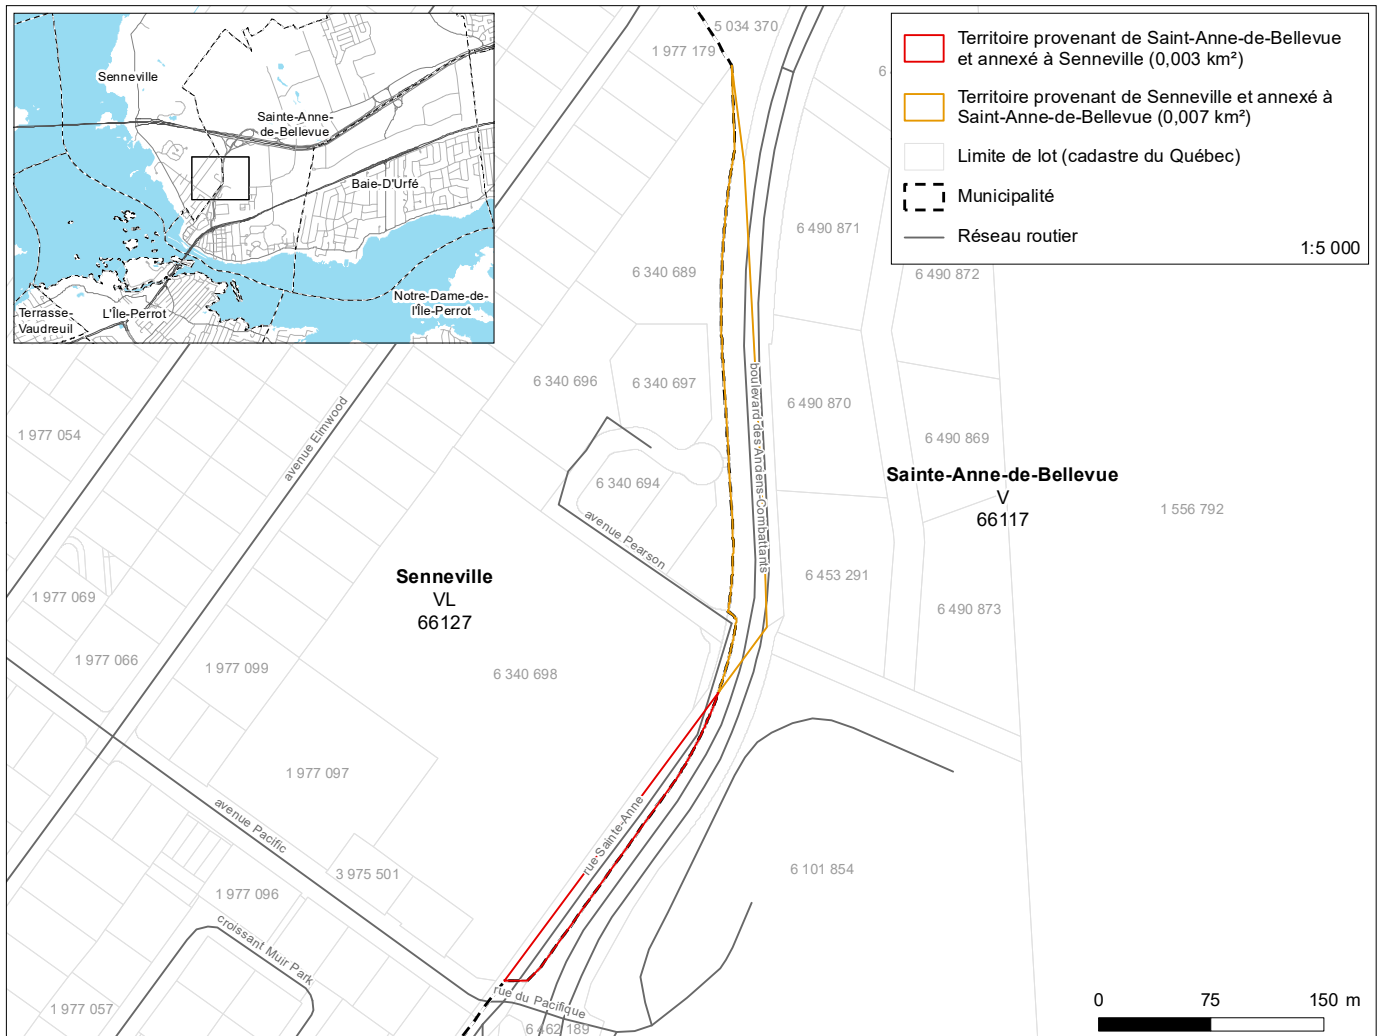 Senneville
Sainte-Anne-
de-Bellevue
Baie-D'Urfé
Notre-Dame-de-
l'Île-Perrot
L'Île-Perrot
Terrasse-
Vaudreuil
5 034 370
1 977 179
Territoire provenant de Saint-Anne-de-Bellevue
et annexé à Senneville (0,003 km²)
Territoire provenant de Senneville et annexé à
Saint-Anne-de-Bellevue (0,007 km²)
Limite de lot (cadastre du Québec)
Municipalité
Réseau routier
1:5 000
6 490 871
6 490 872
6 340 689
6 340 696
6 340 697
6 490 870
6 490 869
1 977 054
avenue Elmwood
boulevard des Anciens-Combattants
6 340 694
avenue Pearson
Sainte-Anne-de-Bellevue
V
66117
1 556 792
Senneville
VL
66127
6 453 291
6 490 873
1 977 069
1 977 066
1 977 099
6 340 698
1 977 097
avenue Pacific
rue Sainte-Anne
3 975 501
6 101 854
1 977 096
croissant Muir Park
1 977 057
rue du Pacifique
6 462 189
0 75 150 m